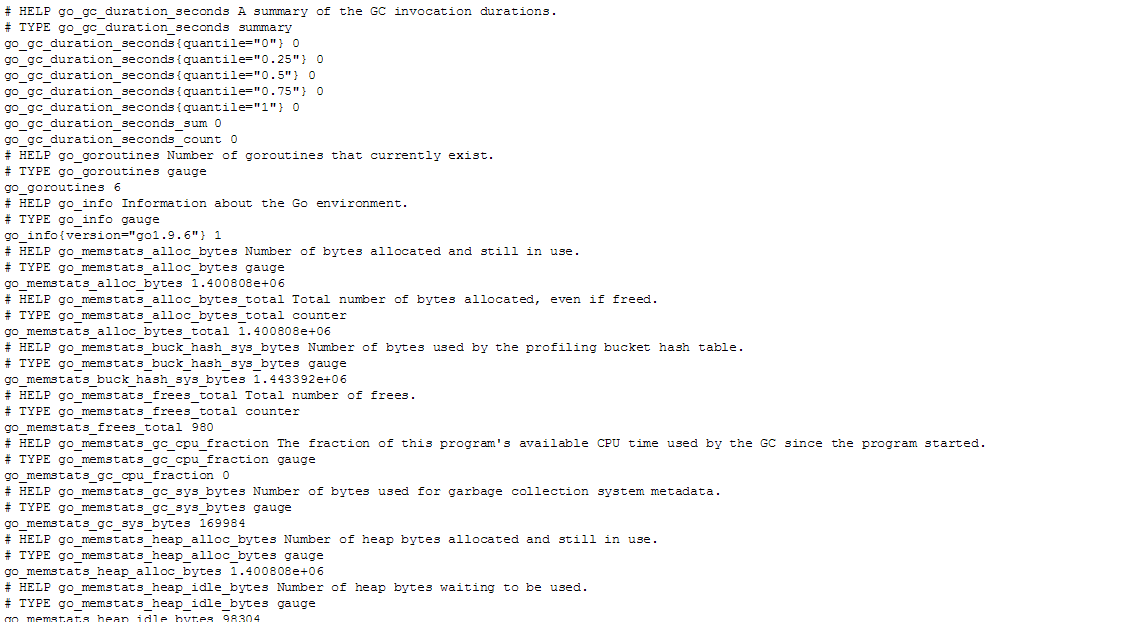 # HELP go_gc_duration_seconds A summary of the GC invocation durations.
# TYPE go_gc_duration_seconds summary
go_gc_duration_seconds{quantile="0"} 0
go_gc_duration_seconds{quantile="0.25"} 0
go_gc_duration_seconds{quantile="0.5"} 0
go_gc_duration_seconds{quantile="0.75"} 0
go_gc_duration_seconds{quantile="1"} 0
go_gc_duration_seconds_sum 0
go_gc_duration_seconds_count 0
# HELP go_goroutines Number of goroutines that currently exist.
# TYPE go_goroutines gauge
go_goroutines 6
# HELP go_info Information about the Go environment.
# TYPE go_info gauge
go_info{version="go1.9.6"} 1
# HELP go_memstats_alloc_bytes Number of bytes allocated and still in use.
# TYPE go_memstats_alloc_bytes gauge
go_memstats_alloc_bytes 1.400808e+06
# HELP go_memstats_alloc_bytes_total Total number of bytes allocated, even if freed.
# TYPE go_memstats_alloc_bytes_total counter
go_memstats_alloc_bytes_total 1.400808e+06
# HELP go_memstats_buck_hash_sys_bytes Number of bytes used by the profiling bucket hash table.
# TYPE go_memstats_buck_hash_sys_bytes gauge
go_memstats_buck_hash_sys_bytes 1.443392e+06
# HELP go_memstats_frees_total Total number of frees.
# TYPE go_memstats_frees_total counter
go_memstats_frees_total 980
# HELP go_memstats_gc_cpu_fraction The fraction of this program's available CPU time used by the GC since the program started.
# TYPE go_memstats_gc_cpu_fraction gauge
go_memstats_gc_cpu_fraction 0
# HELP go_memstats_gc_sys_bytes Number of bytes used for garbage collection system metadata.
# TYPE go_memstats_gc_sys_bytes gauge
go_memstats_gc_sys_bytes 169984
# HELP go_memstats_heap_alloc_bytes Number of heap bytes allocated and still in use.
# TYPE go_memstats_heap_alloc_bytes gauge
go_memstats_heap_alloc_bytes 1.400808e+06
# HELP go_memstats_heap_idle_bytes Number of heap bytes waiting to be used.
# TYPE go_memstats_heap_idle_bytes gauge
go_memstats_heap_idle_bytes 98304